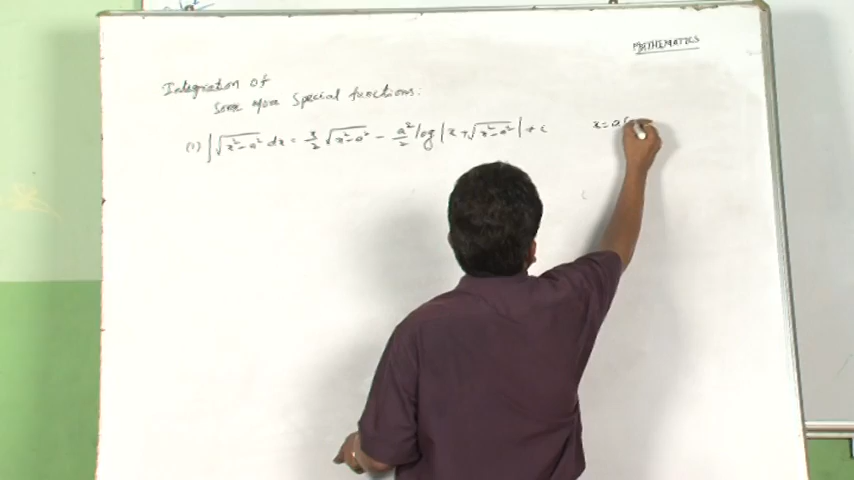 MATHEMATICS
Integration Of
Some More Special functions:
(1) ∫√(x²-a²) dx = x/2 √(x²-a²) - a²/2 log |x+√(x²-a²)| + c
x=a